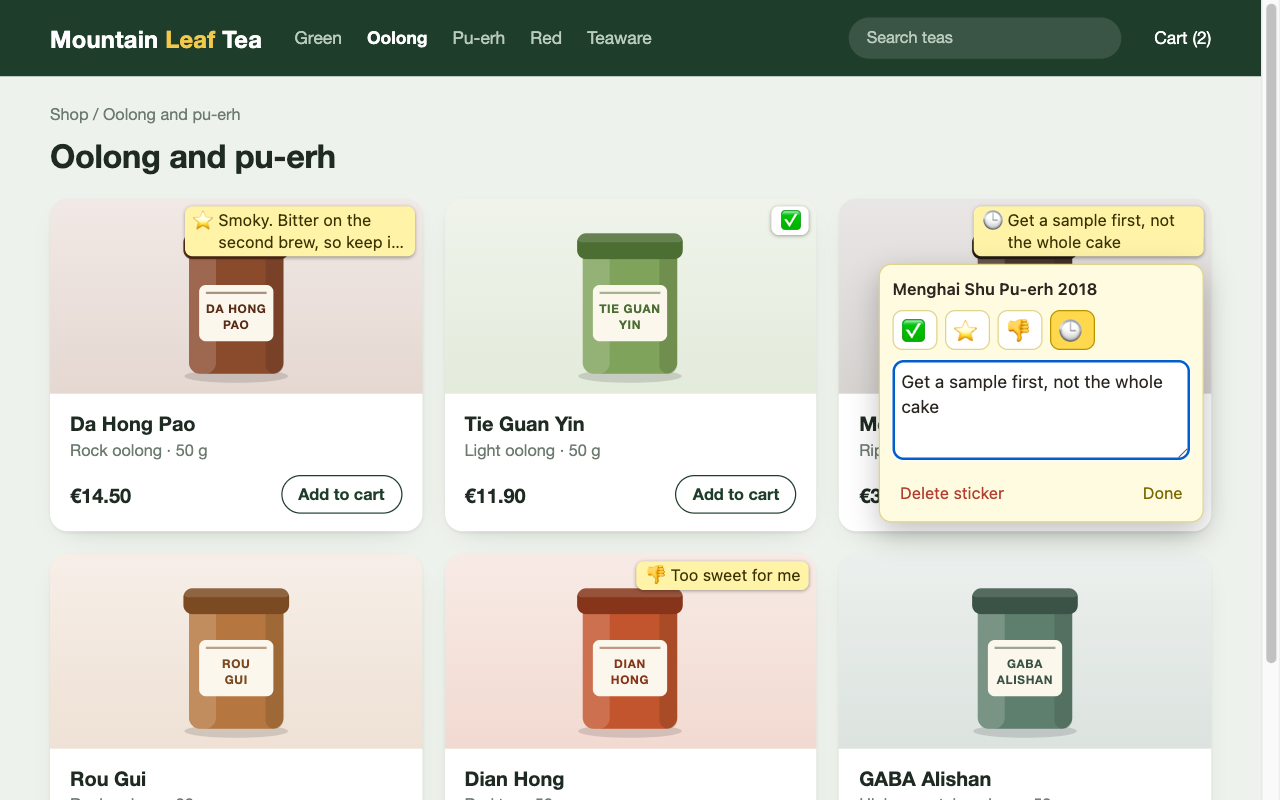 Mountain Leaf Tea
Green
Oolong
Pu-erh
Red
Teaware
Search teas
Cart (2)
Shop / Oolong and pu-erh
Oolong and pu-erh
⭐ Smoky. Bitter on the
second brew, so keep i...
DA HONG
PAO
Da Hong Pao
Rock oolong · 50 g
€14.50
Add to cart
✅
TIE GUAN
YIN
Tie Guan Yin
Light oolong · 50 g
€11.90
Add to cart
🕒 Get a sample first, not
the whole cake
Menghai Shu Pu-erh 2018
✅ ⭐ 👎 🕒
Get a sample first, not the whole
cake
Delete sticker
Done
ROU
GUI
Rou Gui
👎 Too sweet for me
DIAN
HONG
Dian Hong
GABA
ALISHAN
GABA Alishan